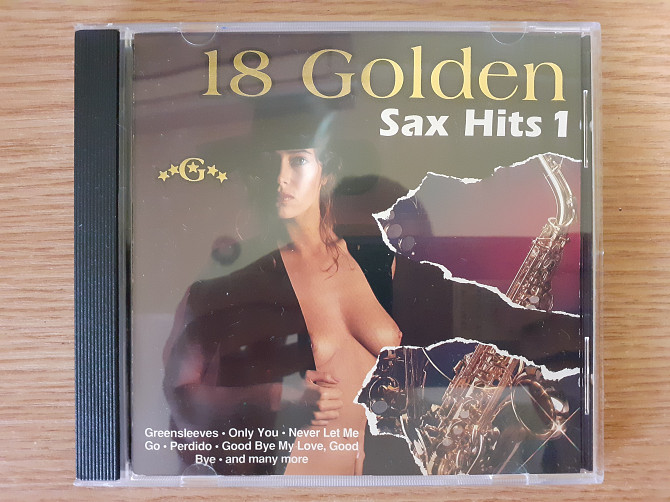 18 Golden
Sax Hits 1
G
Greensleeves • Only You • Never Let Me
Go • Perdido • Good Bye My Love, Good
Bye • and many more